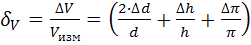 δ_V = ΔV/V_изм = (2·Δd/d + Δh/h + Δπ/π)